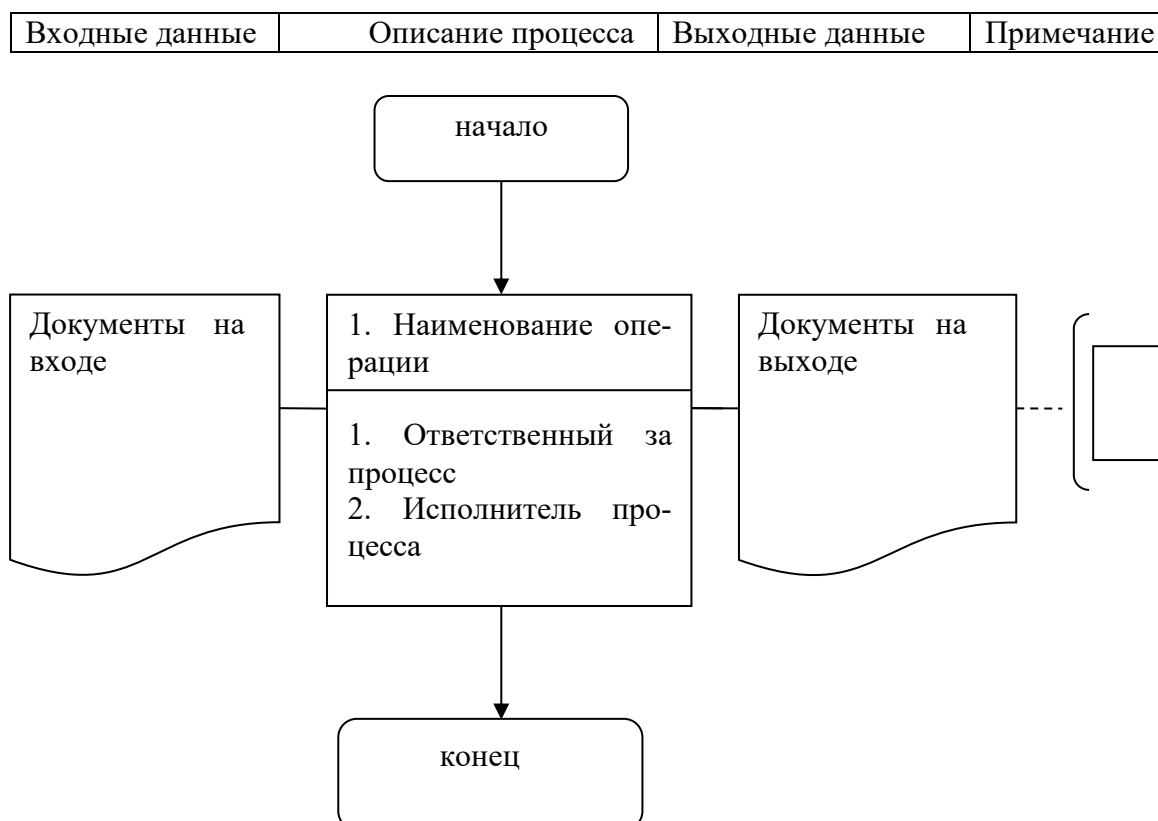 Входные данные Описание процесса Выходные данные Примечание
начало
Документы на
входе
1. Наименование опе-
рации
1. Ответственный за
процесс
2. Исполнитель про-
цесса
Документы на
выходе
конец